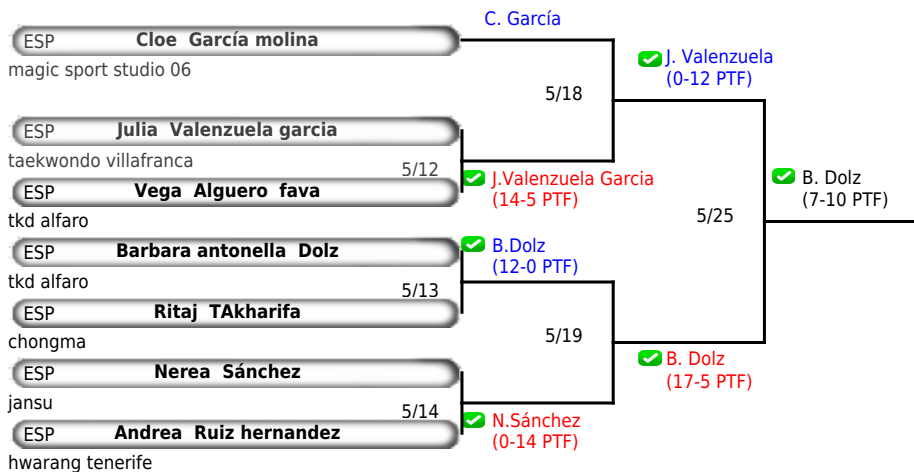 C. García
ESP Cloe García molina
magic sport studio 06
J. Valenzuela
(0-12 PTF)
5/18
ESP Julia Valenzuela garcia
taekwondo villafranca
5/12
J.Valenzuela Garcia
(14-5 PTF)
ESP Vega Alguero fava
tkd alfaro
B. Dolz
(7-10 PTF)
5/25
ESP Barbara antonella Dolz
B.Dolz
(12-0 PTF)
tkd alfaro
5/13
ESP Ritaj TAkharifa
chongma
5/19
ESP Nerea Sánchez
B. Dolz
(17-5 PTF)
jansu
5/14
N.Sánchez
(0-14 PTF)
ESP Andrea Ruiz hernandez
hwarang tenerife